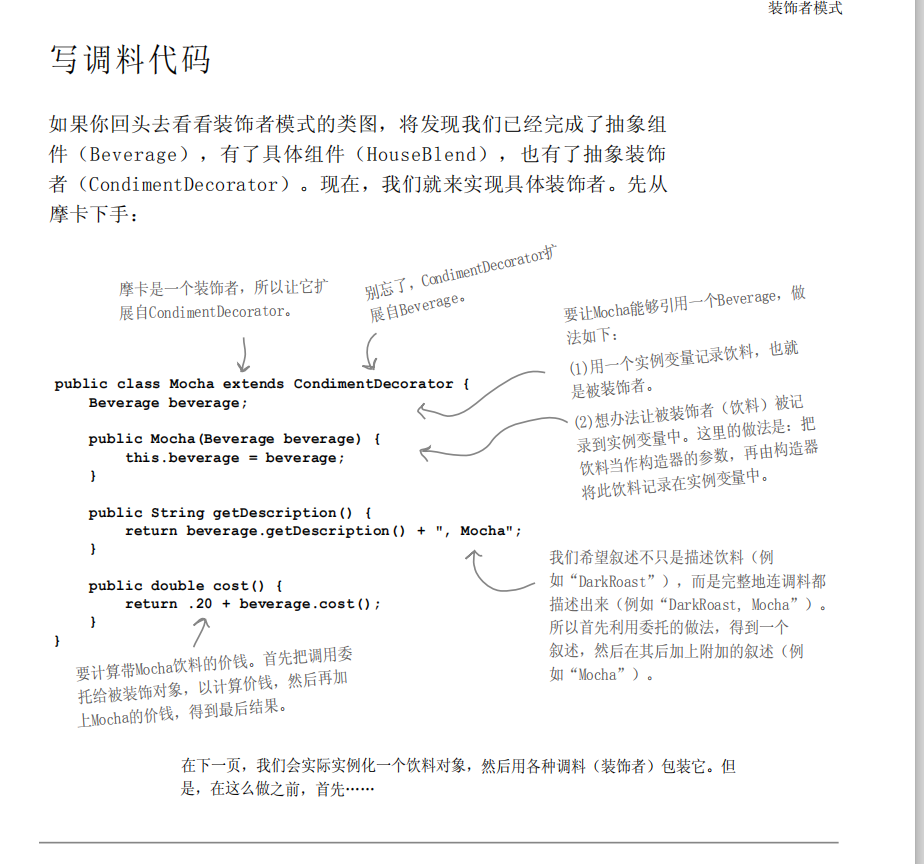 装饰者模式
写调料代码
如果你回头去看看装饰者模式的类图，将发现我们已经完成了抽象组
件（Beverage），有了具体组件（HouseBlend），也有了抽象装饰
者（CondimentDecorator）。现在，我们就来实现具体装饰者。先从
摩卡下手：
摩卡是一个装饰者，所以让它扩
展自CondimentDecorator。
别忘了，CondimentDecorator扩
展自Beverage。
要让Mocha能够引用一个Beverage，做
法如下：
(1)用一个实例变量记录饮料，也就
是被装饰者。
(2)想办法让被装饰者（饮料）被记
录到实例变量中。这里的做法是：把
饮料当作构造器的参数，再由构造器
将此饮料记录在实例变量中。
public class Mocha extends CondimentDecorator {
Beverage beverage;
public Mocha(Beverage beverage) {
this.beverage = beverage;
}
public String getDescription() {
return beverage.getDescription() + ", Mocha";
}
public double cost() {
return .20 + beverage.cost();
}
}
我们希望叙述不只是描述饮料（例
如“DarkRoast”），而是完整地连调料都
描述出来（例如“DarkRoast, Mocha”）。
所以首先利用委托的做法，得到一个
叙述，然后在其后加上附加的叙述（例
如“Mocha”）。
要计算带Mocha饮料的价钱。首先把调用委
托给被装饰对象，以计算价钱，然后再加
上Mocha的价钱，得到最后结果。
在下一页，我们会实际实例化一个饮料对象，然后用各种调料（装饰者）包装它。但
是，在这么做之前，首先……